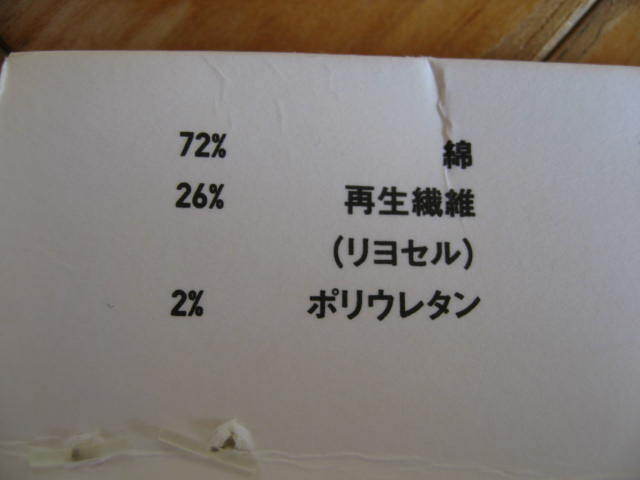 72% 綿
26% 再生繊維
(リヨセル)
2% ポリウレタン